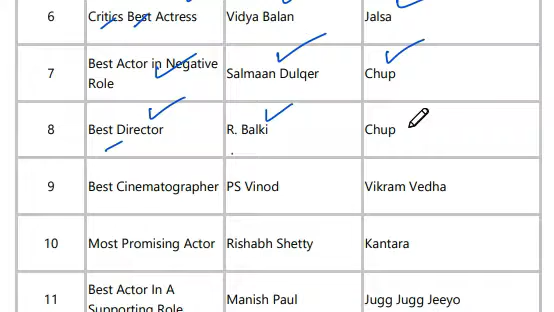 6 Critics Best Actress Vidya Balan Jalsa
7 Best Actor in Negative Role Salmaan Dulqer Chup
8 Best Director R. Balki Chup
9 Best Cinematographer PS Vinod Vikram Vedha
10 Most Promising Actor Rishabh Shetty Kantara
11 Best Actor In A Supporting Role Manish Paul Jugg Jugg Jeeyo